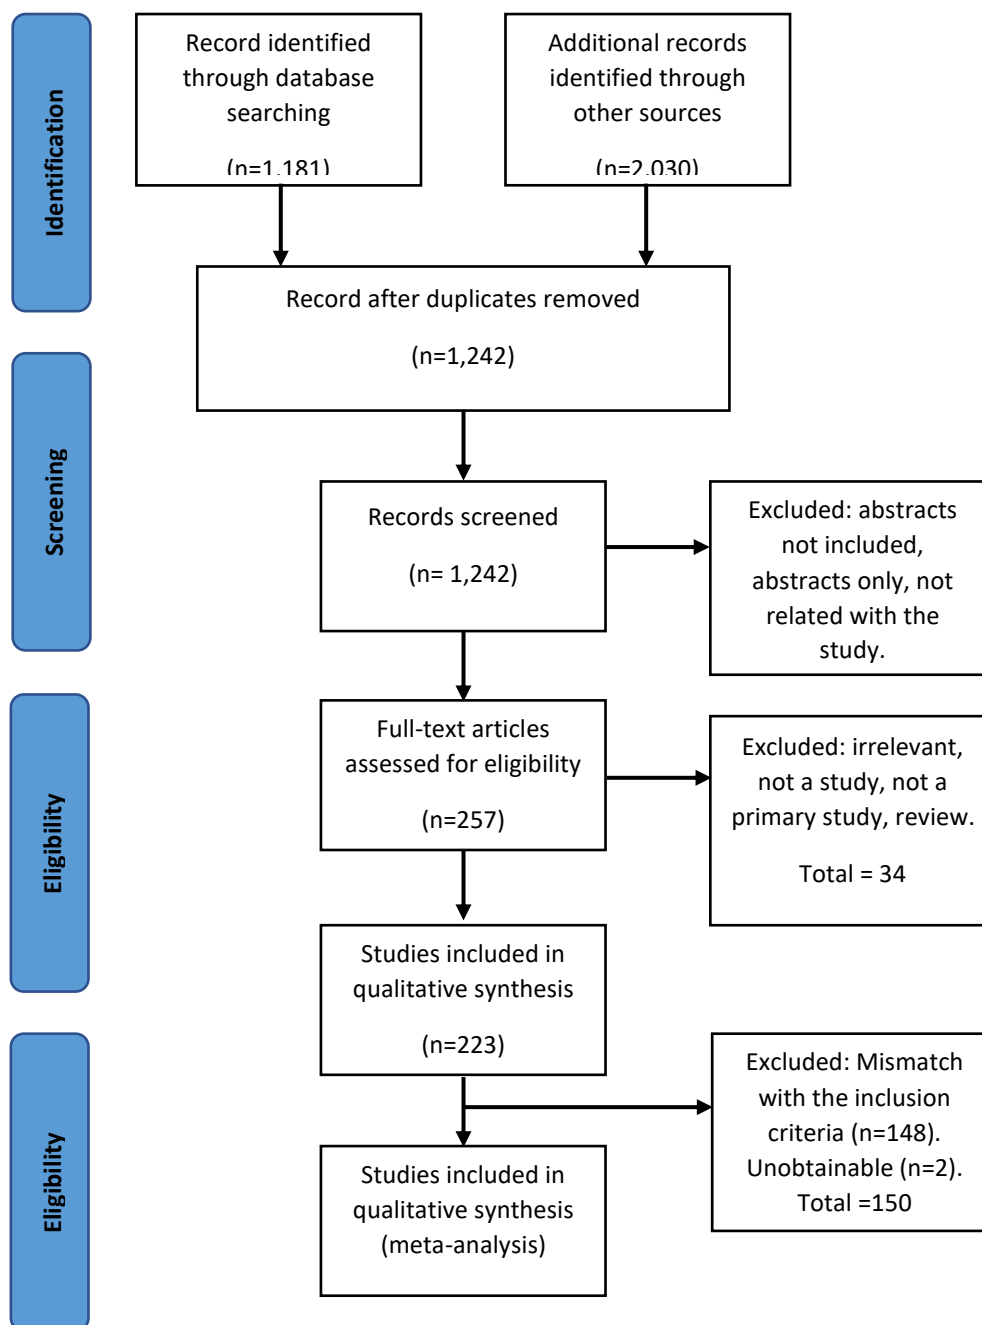 Identification
Record identified
through database
searching
(n=1,181)
Additional records
identified through
other sources
(n=2,030)
Record after duplicates removed
(n=1,242)
Screening
Records screened
(n= 1,242)
Excluded: abstracts
not included,
abstracts only, not
related with the
study.
Eligibility
Full-text articles
assessed for eligibility
(n=257)
Excluded: irrelevant,
not a study, not a
primary study, review.
Total = 34
Studies included in
qualitative synthesis
(n=223)
Eligibility
Excluded: Mismatch
with the inclusion
criteria (n=148).
Unobtainable (n=2).
Total =150
Studies included in
qualitative synthesis
(meta-analysis)